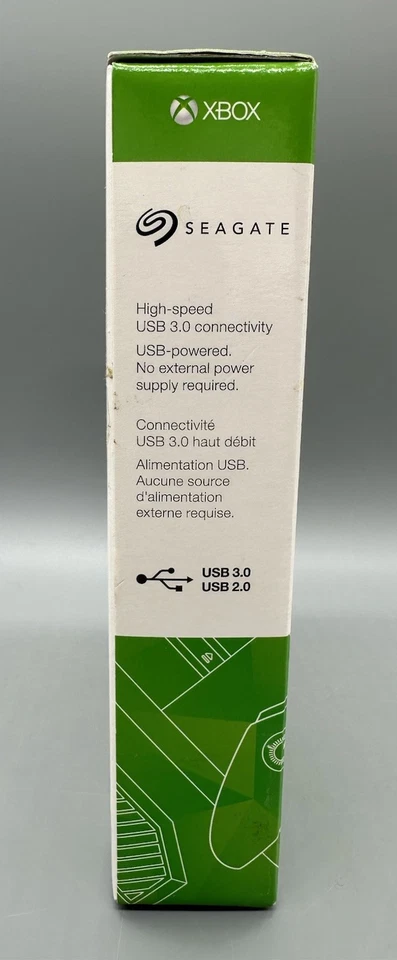 XBOX
SEAGATE
High-speed
USB 3.0 connectivity
USB-powered.
No external power
supply required.
Connectivité
USB 3.0 haut débit
Alimentation USB.
Aucune source
d'alimentation
externe requise.
USB 3.0
USB 2.0